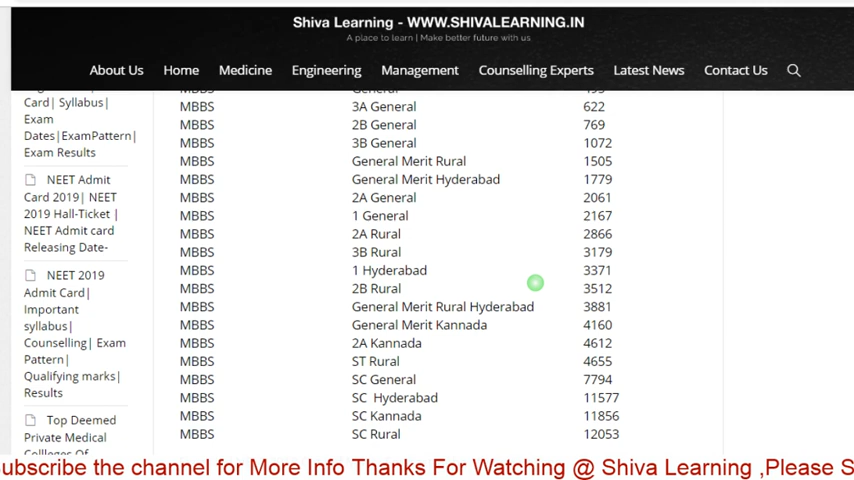 Shiva Learning - WWW.SHIVALEARNING.IN
A place to learn | Make better future with us
About Us Home Medicine Engineering Management Counselling Experts Latest News Contact Us
Card| Syllabus|
Exam
Dates|ExamPattern|
Exam Results
NEET Admit
Card 2019| NEET
2019 Hall-Ticket |
NEET Admit card
Releasing Date-
NEET 2019
Admit Card|
Important
syllabus|
Counselling| Exam
Pattern|
Qualifying marks|
Results
Top Deemed
Private Medical
MBBS 3A General 622
MBBS 2B General 769
MBBS 3B General 1072
MBBS General Merit Rural 1505
MBBS General Merit Hyderabad 1779
MBBS 2A General 2061
MBBS 1 General 2167
MBBS 2A Rural 2866
MBBS 3B Rural 3179
MBBS 1 Hyderabad 3371
MBBS 2B Rural 3512
MBBS General Merit Rural Hyderabad 3881
MBBS General Merit Kannada 4160
MBBS 2A Kannada 4612
MBBS ST Rural 4655
MBBS SC General 7794
MBBS SC Hyderabad 11577
MBBS SC Kannada 11856
MBBS SC Rural 12053
ubscribe the channel for More Info Thanks For Watching @ Shiva Learning ,Please S